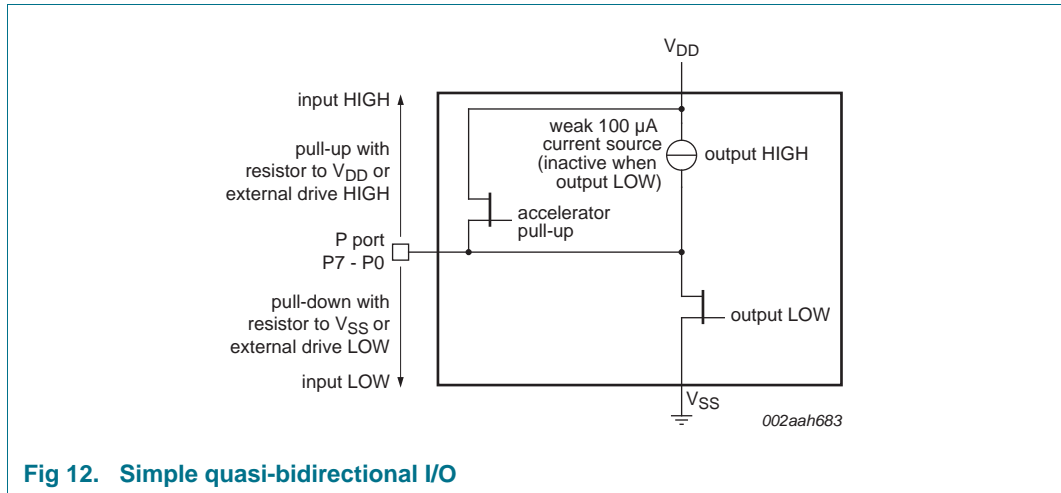 VDD
input HIGH
pull-up with
resistor to VDD or
external drive HIGH
weak 100 µA
current source
(inactive when
output LOW)
output HIGH
accelerator
pull-up
P port
P7 - P0
pull-down with
resistor to VSS or
external drive LOW
input LOW
output LOW
VSS
002aah683
Fig 12. Simple quasi-bidirectional I/O